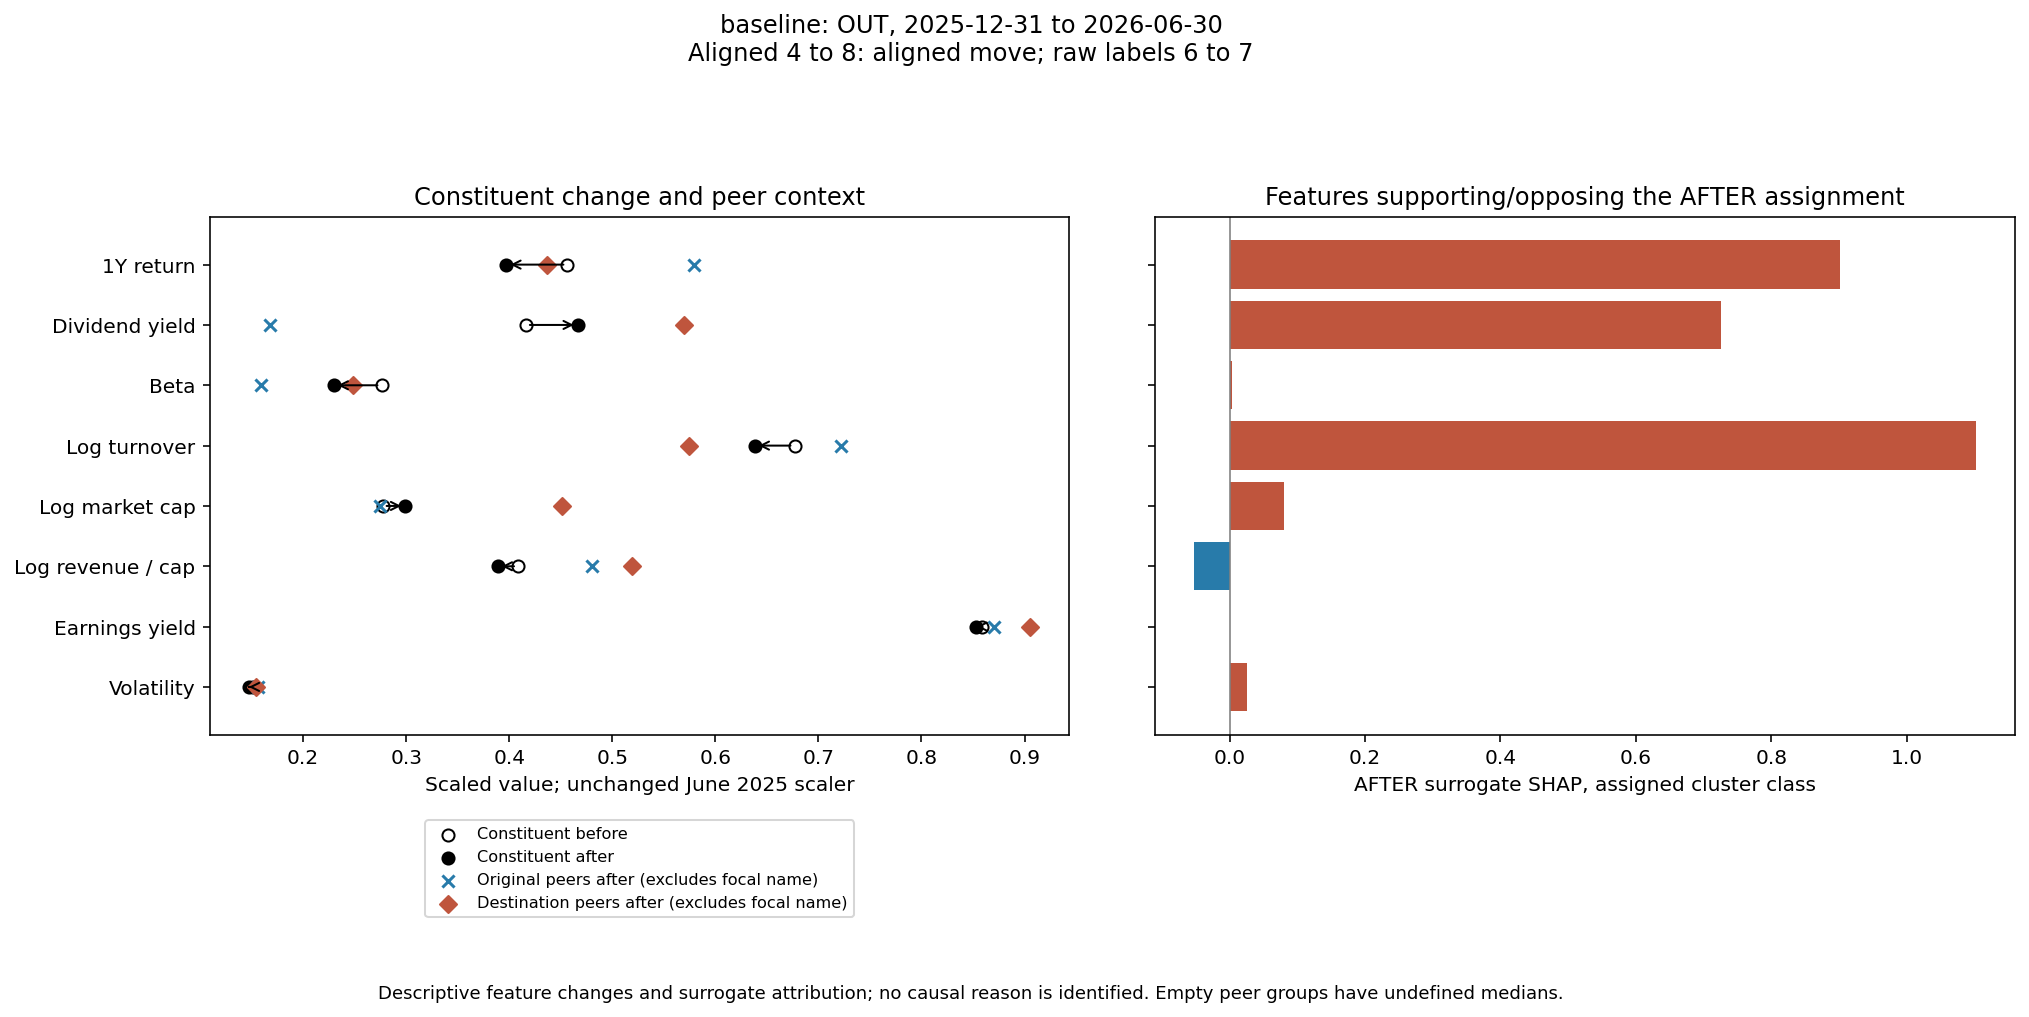 baseline: OUT, 2025-12-31 to 2026-06-30
Aligned 4 to 8: aligned move; raw labels 6 to 7
Constituent change and peer context
1Y return
Dividend yield
Beta
Log turnover
Log market cap
Log revenue / cap
Earnings yield
Volatility
0.2 0.3 0.4 0.5 0.6 0.7 0.8 0.9
Scaled value; unchanged June 2025 scaler
Constituent before
Constituent after
Original peers after (excludes focal name)
Destination peers after (excludes focal name)
Features supporting/opposing the AFTER assignment
0.0 0.2 0.4 0.6 0.8 1.0
AFTER surrogate SHAP, assigned cluster class
Descriptive feature changes and surrogate attribution; no causal reason is identified. Empty peer groups have undefined medians.